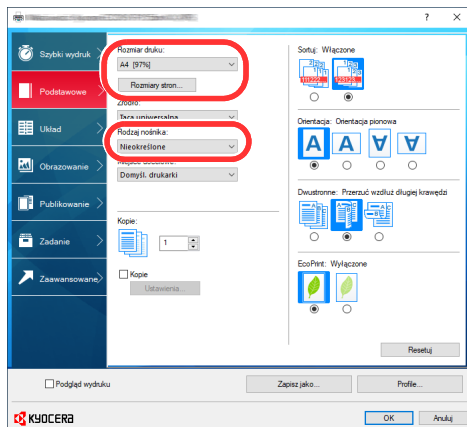 ? X
Szybki wydruk
Podstawowe
Układ
Obrazowanie
Publikowanie
Zadanie
Zaawansowane
Rozmiar druku:
A4 [97%]
Rozmiary stron...
Źródło:
Taca uniwersalna
Rodzaj nośnika:
Nieokreślone
Domyśl. drukarki
Kopie:
1
Kopie
Ustawienia...
Sortuj: Włączone
Orientacja: Orientacja pionowa
A A A A
Dwustronne: Przerzuć wzdłuż długiej krawędzi
EcoPrint: Wyłączone
Resetuj
Podgląd wydruku
Zapisz jako...
Profile...
KYOCERA
OK
Anuluj